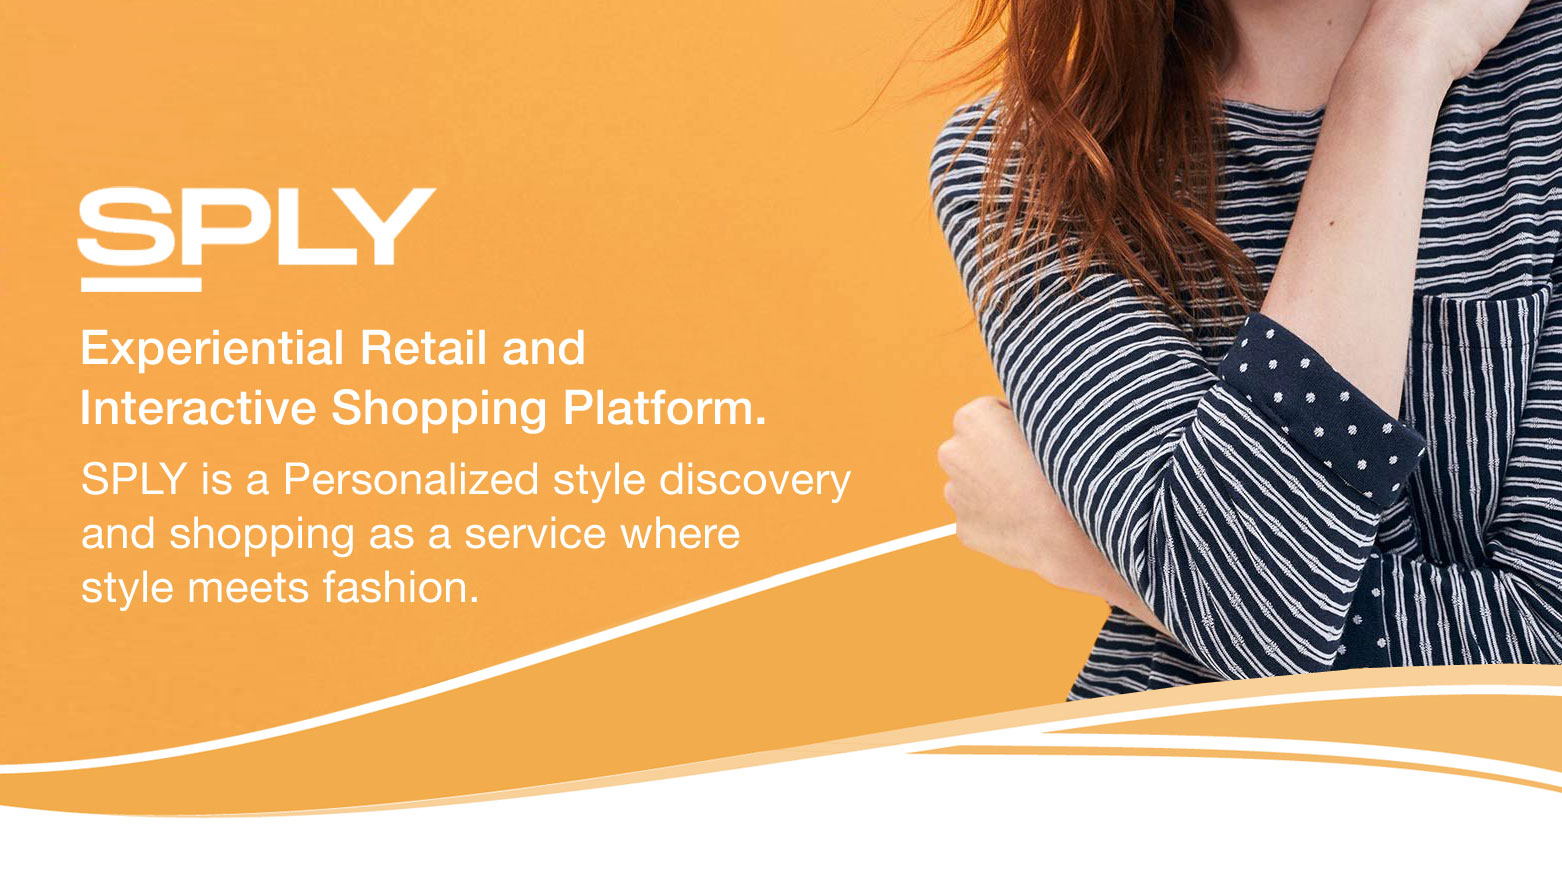 SPLY
Experiential Retail and
Interactive Shopping Platform.
SPLY is a Personalized style discovery
and shopping as a service where
style meets fashion.